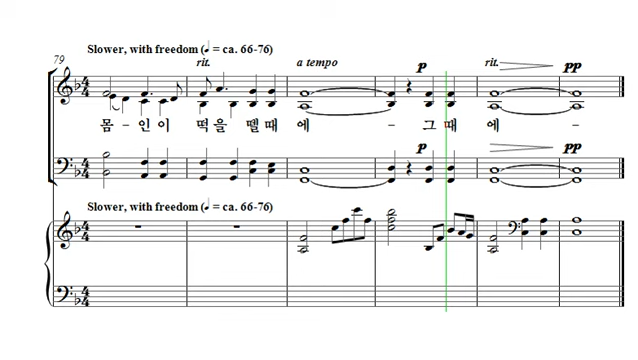 Slower, with freedom (♩ = ca. 66-76)
79
rit.
a tempo
p
rit.
pp
몸 - 인 이 떡 을 뗄 때 에 - 그 때 에 -
p
pp
Slower, with freedom (♩ = ca. 66-76)